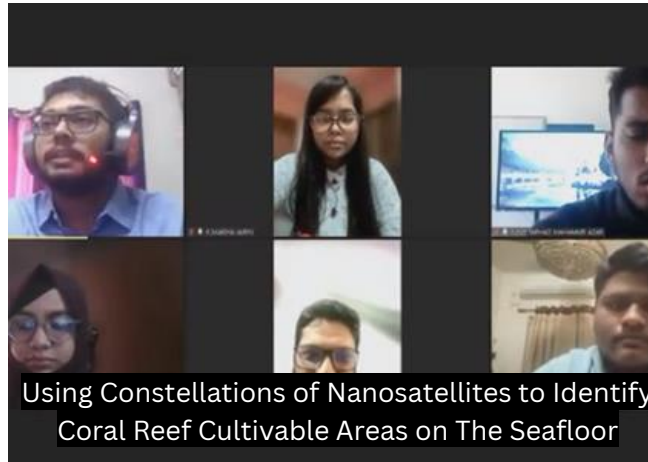 Using Constellations of Nanosatellites to Identify
Coral Reef Cultivable Areas on The Seafloor